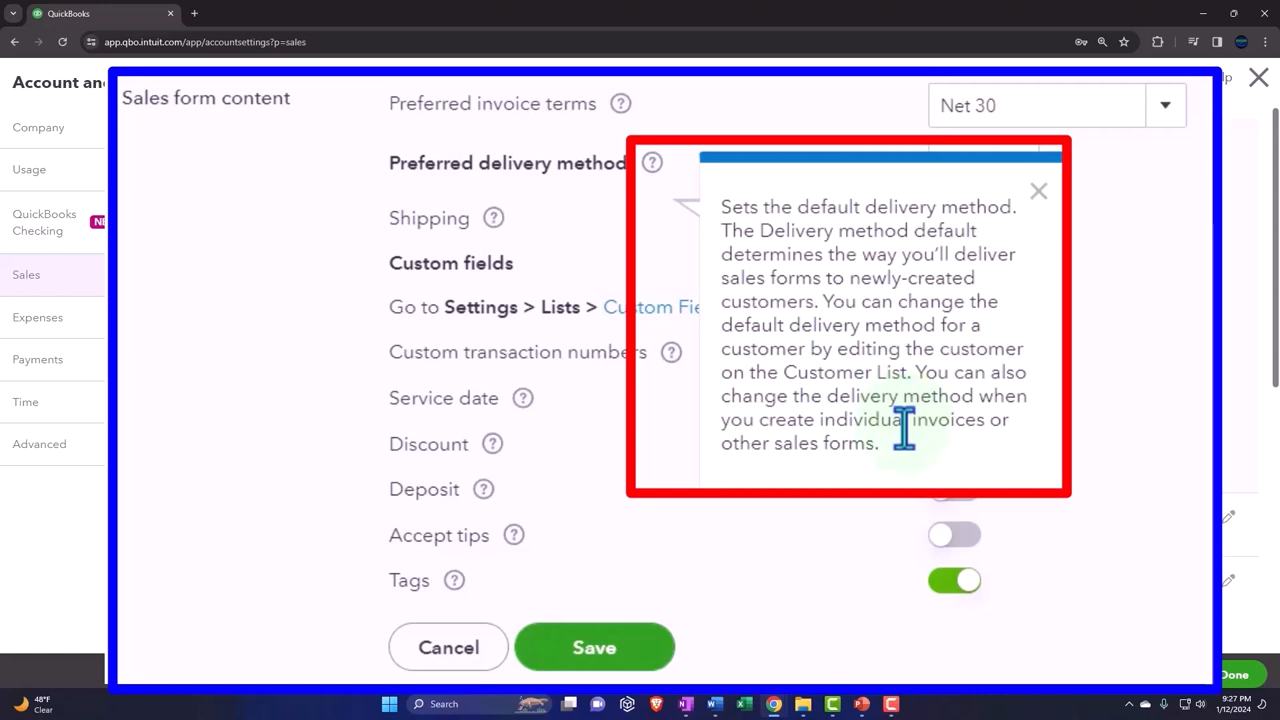 QuickBooks
app.qbo.intuit.com/app/accountsettings?p=sales
Account an
lp
Company
Usage
QuickBooks
Checking
NE
Sales
Expenses
Payments
Time
Advanced
Sales form content
Preferred invoice terms ?
Net 30
Preferred delivery method ?
Shipping ?
Custom fields
Go to Settings > Lists > Custom Fie
Custom transaction numbers ?
Service date ?
Discount ?
Deposit ?
Accept tips ?
Tags ?
Cancel
Save
Sets the default delivery method.
The Delivery method default
determines the way you'll deliver
sales forms to newly-created
customers. You can change the
default delivery method for a
customer by editing the customer
on the Customer List. You can also
change the delivery method when
you create individual invoices or
other sales forms.
Done
48°F
Clear
Search
9:27 PM
1/12/2024